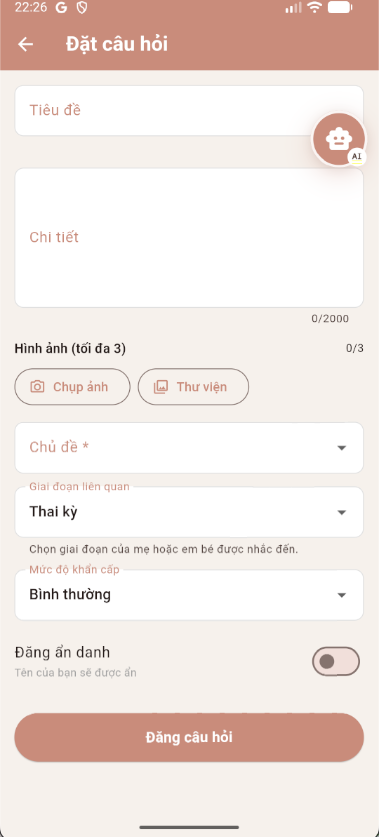 22:26
Đặt câu hỏi
Tiêu đề
AI
Chi tiết
0/2000
Hình ảnh (tối đa 3)
0/3
Chụp ảnh
Thư viện
Chủ đề *
Giai đoạn liên quan
Thai kỳ
Chọn giai đoạn của mẹ hoặc em bé được nhắc đến.
Mức độ khẩn cấp
Bình thường
Đăng ẩn danh
Tên của bạn sẽ được ẩn
Đăng câu hỏi